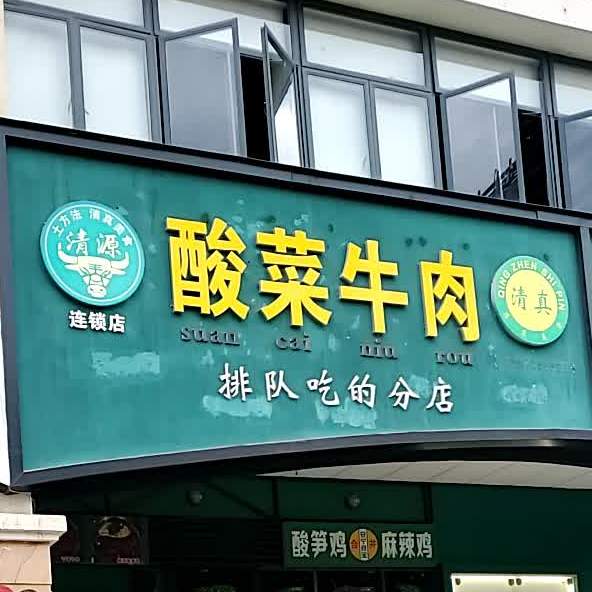 土方法 清真美食
清源
连锁店
酸菜牛肉
suan cai niu rou
排队吃的分店
QING ZHEN SHI PIN
清真
酸笋鸡
麻辣鸡